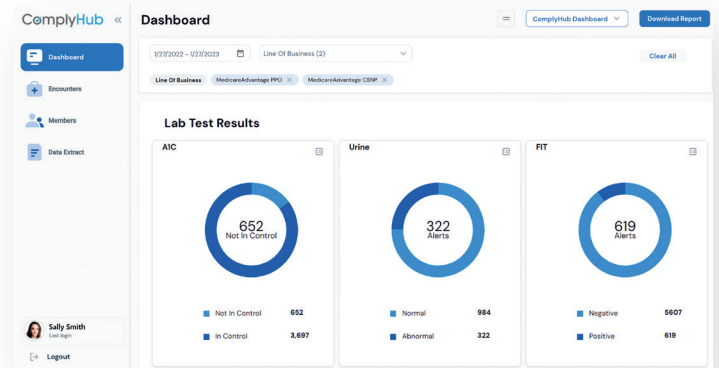 ComplyHub «
Dashboard
Encounters
Members
Data Extract
Sally Smith
Last login
Logout
Dashboard
ComplyHub Dashboard
Download Report
1/27/2022 - 1/27/2023
Line Of Business (2)
Clear All
Line Of Business
MedicareAdvantage PPO ×
MedicareAdvantage CSNP ×
Lab Test Results
A1C
652
Not In Control
Not In Control 652
In Control 3,697
Urine
322
Alerts
Normal 984
Abnormal 322
FIT
619
Alerts
Negative 5607
Positive 619